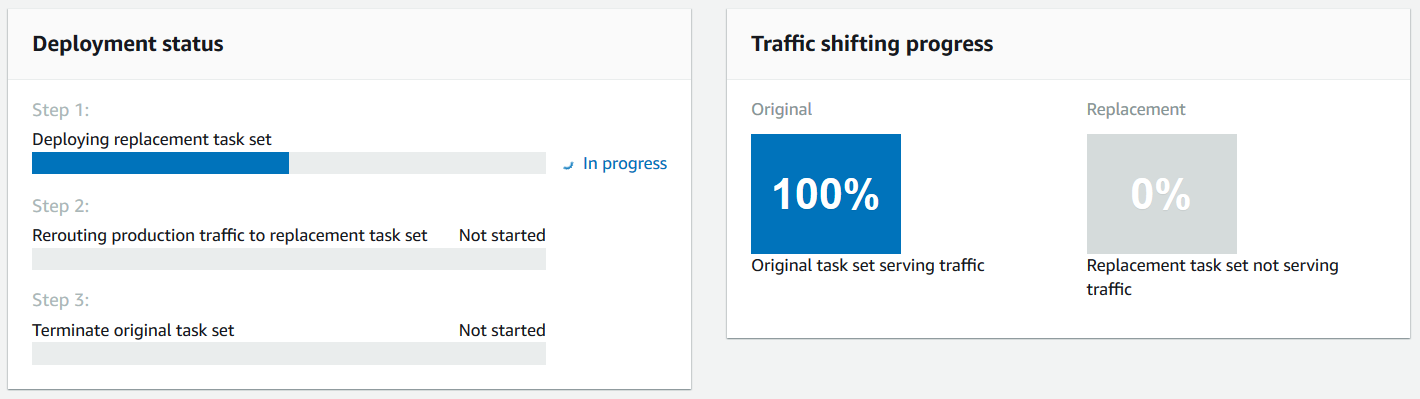 Deployment status
Step 1:
Deploying replacement task set
In progress
Step 2:
Rerouting production traffic to replacement task set Not started
Step 3:
Terminate original task set Not started
Traffic shifting progress
Original
100%
Original task set serving traffic
Replacement
0%
Replacement task set not serving
traffic